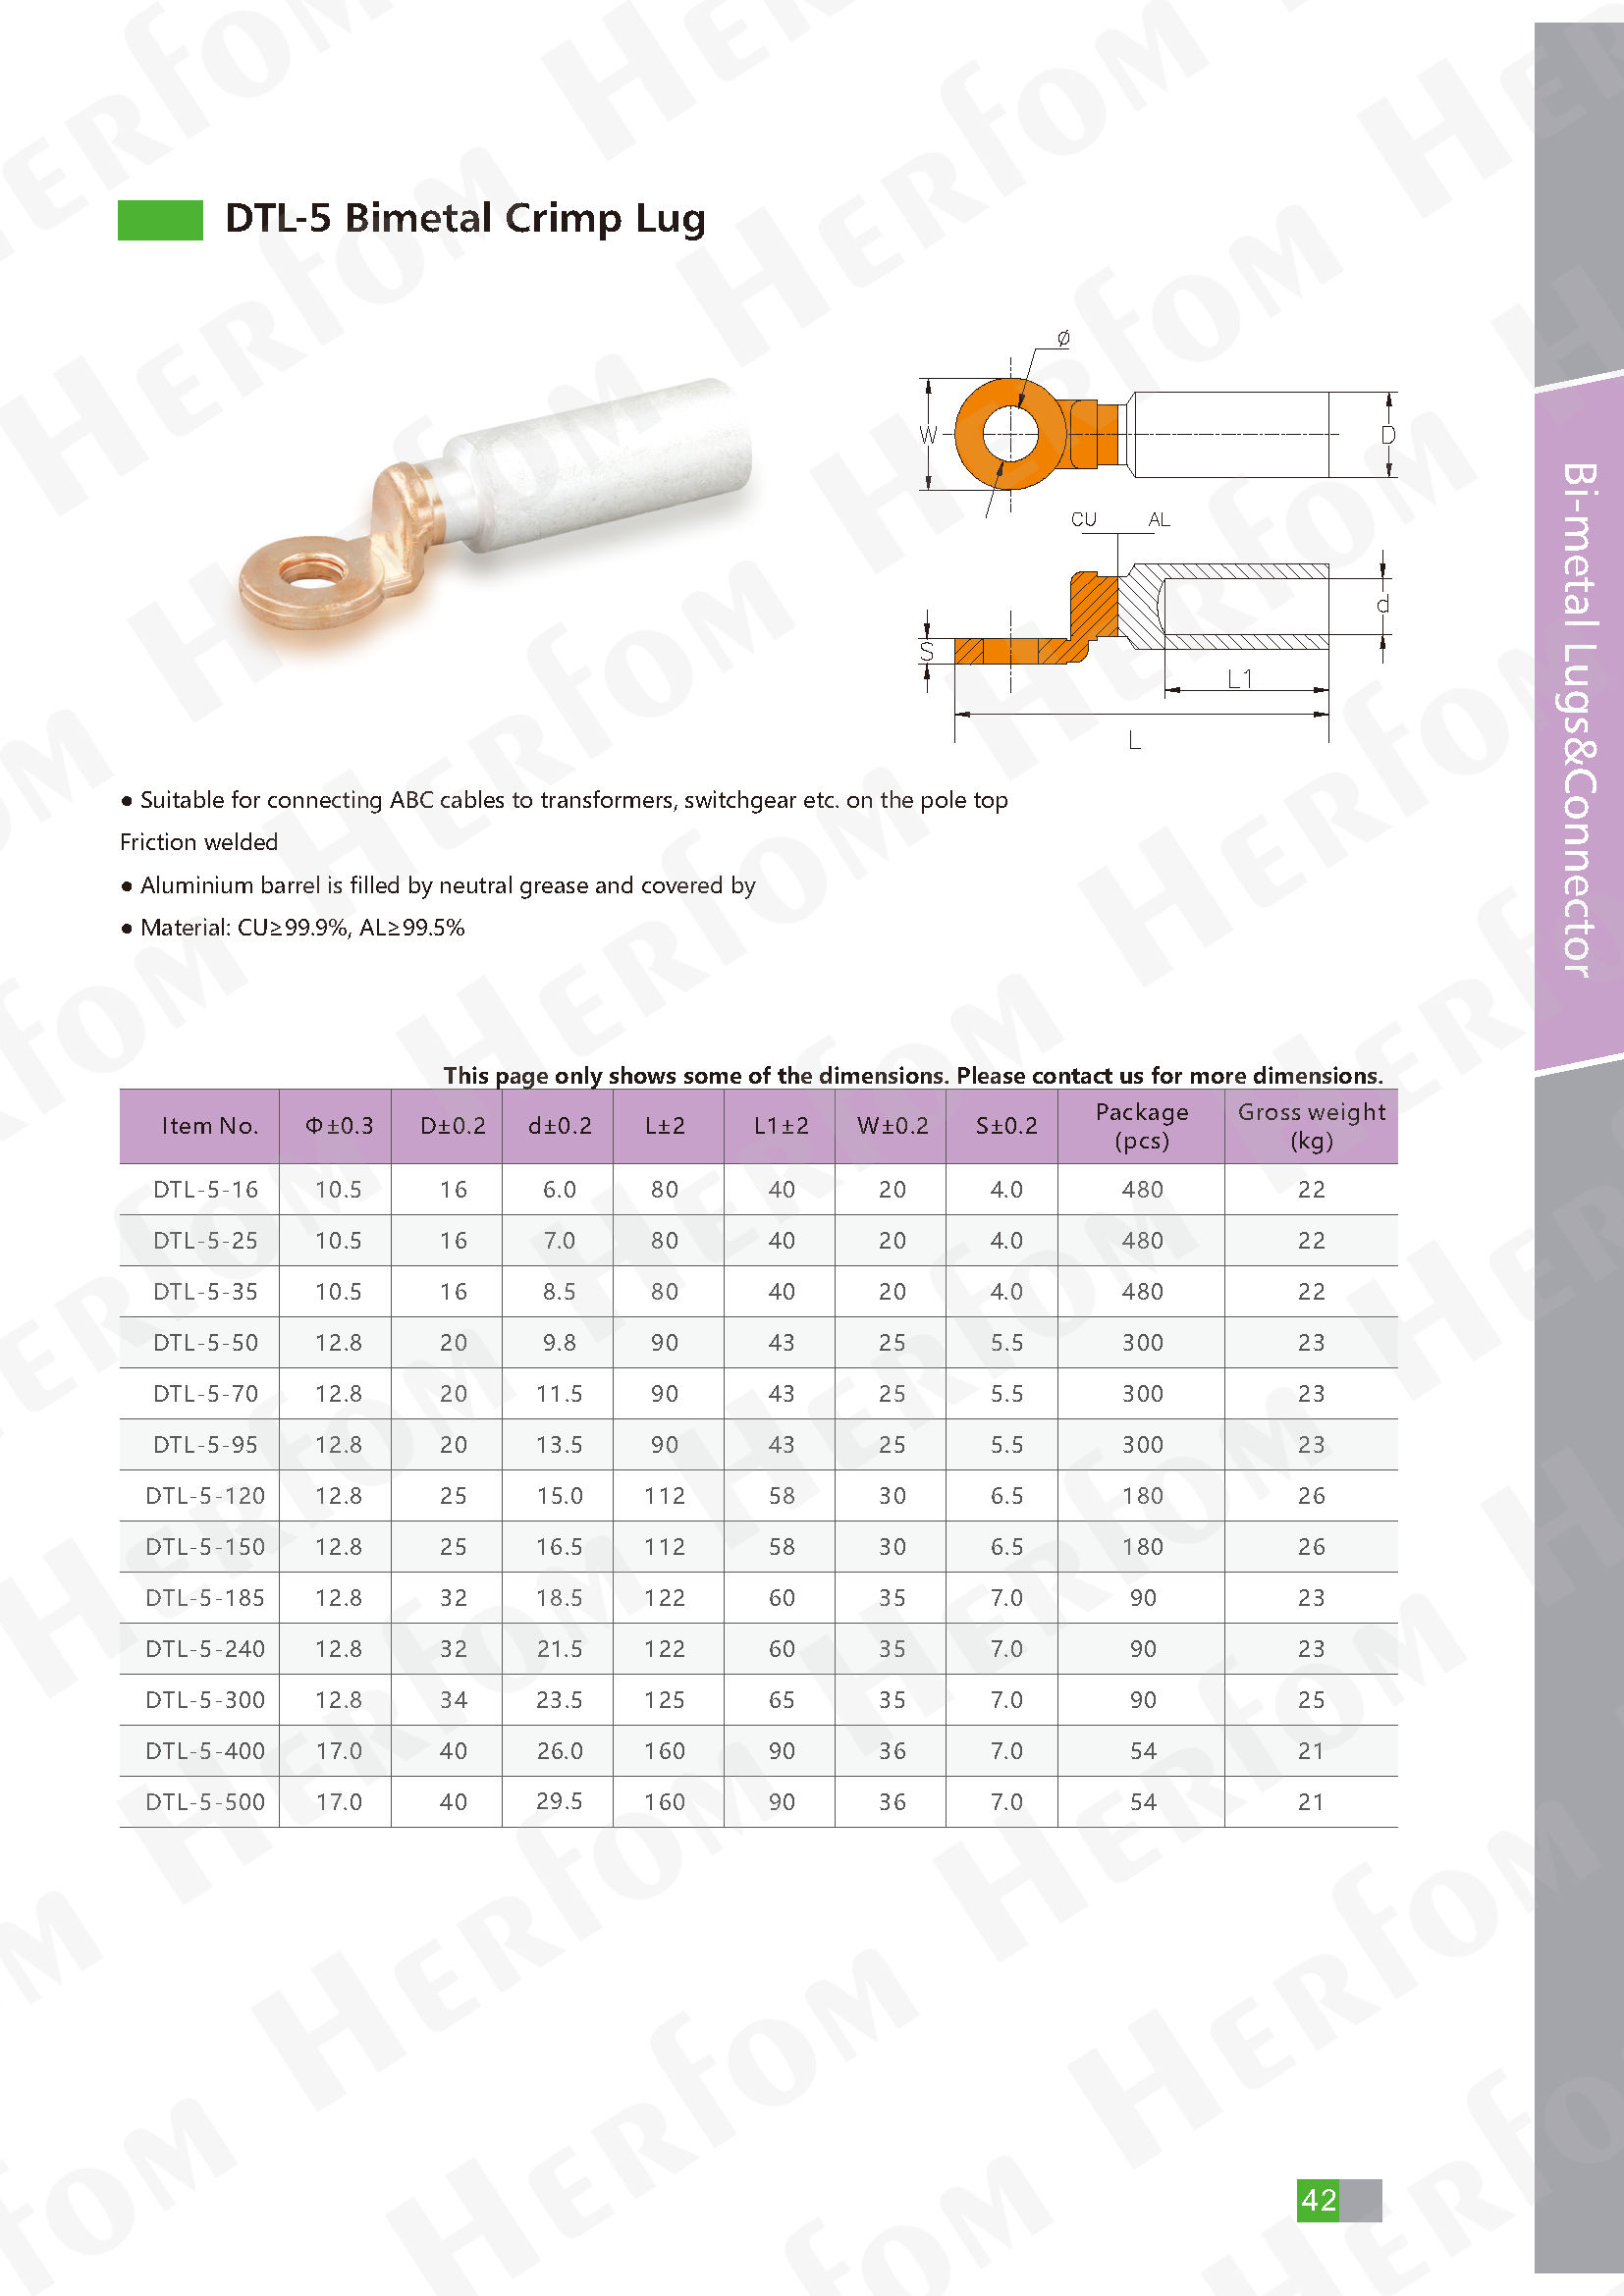 DTL-5 Bimetal Crimp Lug
Ø
W
D
CU AL
d
S
L1
L
● Suitable for connecting ABC cables to transformers, switchgear etc. on the pole top
Friction welded
● Aluminium barrel is filled by neutral grease and covered by
● Material: CU≥99.9%, AL≥99.5%
This page only shows some of the dimensions. Please contact us for more dimensions.
Item No. Φ±0.3 D±0.2 d±0.2 L±2 L1±2 W±0.2 S±0.2 Package (pcs) Gross weight (kg)
DTL-5-16 10.5 16 6.0 80 40 20 4.0 480 22
DTL-5-25 10.5 16 7.0 80 40 20 4.0 480 22
DTL-5-35 10.5 16 8.5 80 40 20 4.0 480 22
DTL-5-50 12.8 20 9.8 90 43 25 5.5 300 23
DTL-5-70 12.8 20 11.5 90 43 25 5.5 300 23
DTL-5-95 12.8 20 13.5 90 43 25 5.5 300 23
DTL-5-120 12.8 25 15.0 112 58 30 6.5 180 26
DTL-5-150 12.8 25 16.5 112 58 30 6.5 180 26
DTL-5-185 12.8 32 18.5 122 60 35 7.0 90 23
DTL-5-240 12.8 32 21.5 122 60 35 7.0 90 23
DTL-5-300 12.8 34 23.5 125 65 35 7.0 90 25
DTL-5-400 17.0 40 26.0 160 90 36 7.0 54 21
DTL-5-500 17.0 40 29.5 160 90 36 7.0 54 21
Bi-metal Lugs&Connector
42
HERFOM